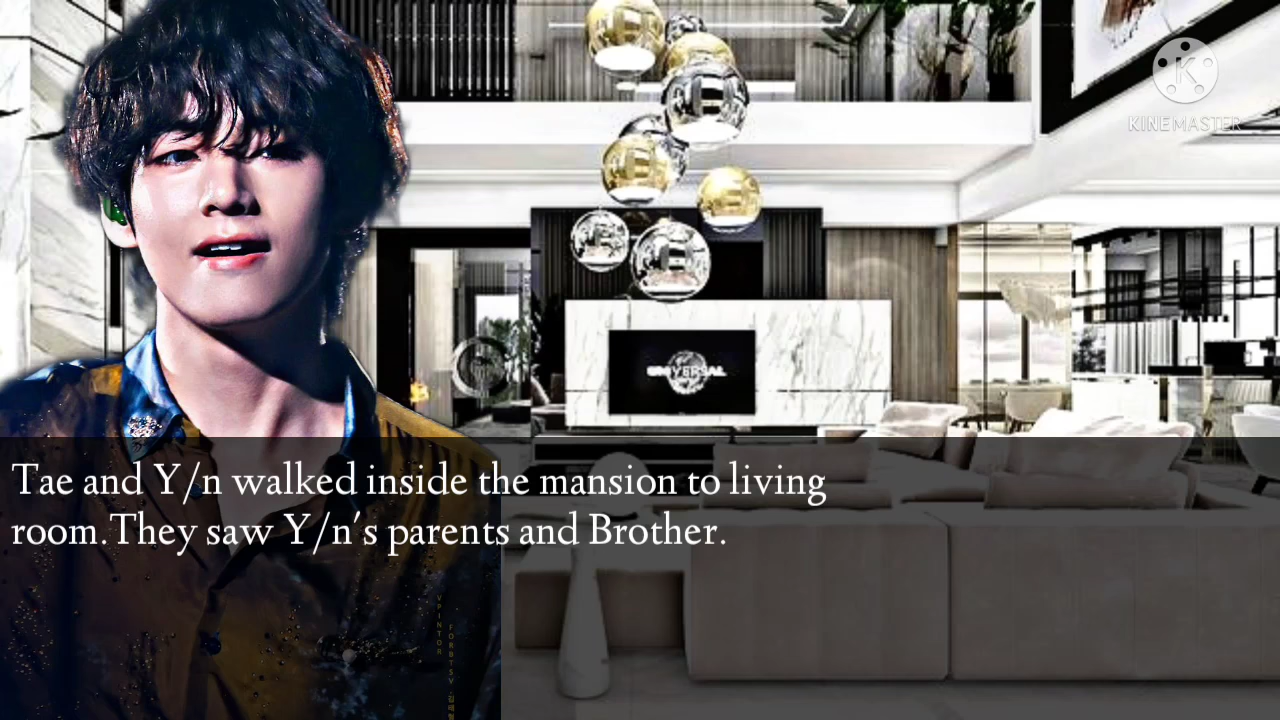 KINEMASTER
UNIVERSAL
Tae and Y/n walked inside the mansion to living
room.They saw Y/n's parents and Brother.